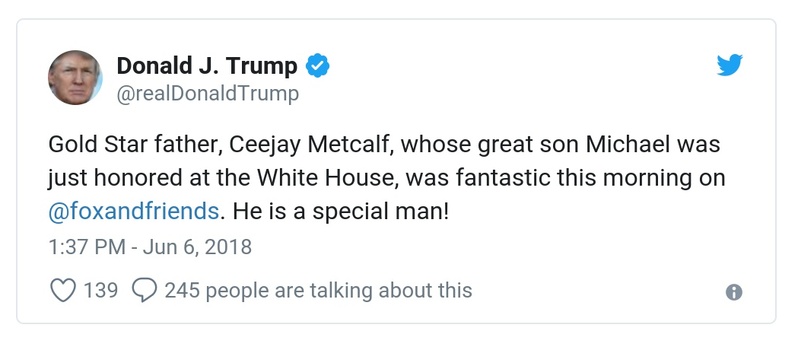 Donald J. Trump
@realDonaldTrump
Gold Star father, Ceejay Metcalf, whose great son Michael was
just honored at the White House, was fantastic this morning on
@foxandfriends. He is a special man!
1:37 PM - Jun 6, 2018
139 245 people are talking about this